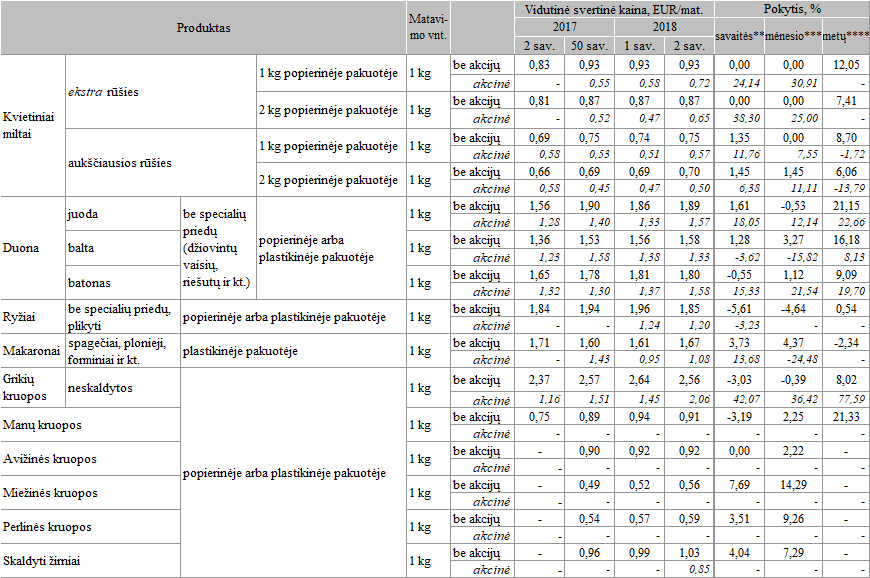 Produktas Matavi- Vidutinė svertinė kaina, EUR/mat. Pokytis, %
mo vnt. 2017 2018 savaitės** mėnesio*** metų****
2 sav. 50 sav. 1 sav. 2 sav.
Kvietiniai miltai ekstra rūšies 1 kg popierinėje pakuotėje 1 kg be akcijų 0,83 0,93 0,93 0,93 0,00 0,00 12,05
akcinė - 0,55 0,58 0,72 24,14 30,91 -
2 kg popierinėje pakuotėje 1 kg be akcijų 0,81 0,87 0,87 0,87 0,00 0,00 7,41
akcinė - 0,52 0,47 0,65 38,30 25,00 -
aukščiausios rūšies 1 kg popierinėje pakuotėje 1 kg be akcijų 0,69 0,75 0,74 0,75 1,35 0,00 8,70
akcinė 0,58 0,53 0,51 0,57 11,76 7,55 -1,72
2 kg popierinėje pakuotėje 1 kg be akcijų 0,66 0,69 0,69 0,70 1,45 1,45 6,06
akcinė 0,58 0,45 0,47 0,50 6,38 11,11 -13,79
Duona juoda be specialių priedų (džiovintų vaisių, riešutų ir kt.) popierinėje arba plastikinėje pakuotėje 1 kg be akcijų 1,56 1,90 1,86 1,89 1,61 -0,53 21,15
akcinė 1,28 1,40 1,33 1,57 18,05 12,14 22,66
balta 1 kg be akcijų 1,36 1,53 1,56 1,58 1,28 3,27 16,18
akcinė 1,23 1,58 1,38 1,33 -3,62 -15,82 8,13
batonas 1 kg be akcijų 1,65 1,78 1,81 1,80 -0,55 1,12 9,09
akcinė 1,32 1,30 1,37 1,58 15,33 21,54 19,70
Ryžiai be specialių priedų, plikyti popierinėje arba plastikinėje pakuotėje 1 kg be akcijų 1,84 1,94 1,96 1,85 -5,61 -4,64 0,54
akcinė - - 1,24 1,20 -3,23 - -
Makaronai spagečiai, plonieji, forminiai ir kt. plastikinėje pakuotėje 1 kg be akcijų 1,71 1,60 1,61 1,67 3,73 4,37 -2,34
akcinė - 1,43 0,95 1,08 13,68 -24,48 -
Grikių kruopos neskaldytos popierinėje arba plastikinėje pakuotėje 1 kg be akcijų 2,37 2,57 2,64 2,56 -3,03 -0,39 8,02
akcinė 1,16 1,51 1,45 2,06 42,07 36,42 77,59
Manų kruopos 1 kg be akcijų 0,75 0,89 0,94 0,91 -3,19 2,25 21,33
akcinė - - - - - - -
Avižinės kruopos 1 kg be akcijų - 0,90 0,92 0,92 0,00 2,22 -
akcinė - - - - - - -
Miežinės kruopos 1 kg be akcijų - 0,49 0,52 0,56 7,69 14,29 -
akcinė - - - - - - -
Perlinės kruopos 1 kg be akcijų - 0,54 0,57 0,59 3,51 9,26 -
akcinė - - - - - - -
Skaldyti žirniai 1 kg be akcijų - 0,96 0,99 1,03 4,04 7,29 -
akcinė - - - 0,85 - - -